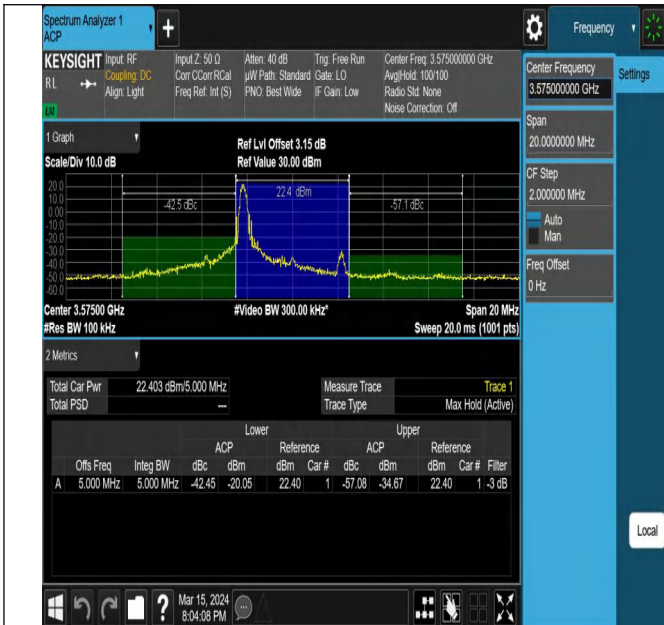 Spectrum Analyzer 1
ACP
+
Frequency
KEYSIGHT
RL
LXI
Input: RF
Coupling: DC
Align: Light
Input Z: 50 Ω
Corr CCorr RCal
Freq Ref: Int (S)
Atten: 40 dB
µW Path: Standard
PNO: Best Wide
Trig: Free Run
Gate: LO
IF Gain: Low
Center Freq: 3.575000000 GHz
Avg|Hold: 100/100
Radio Std: None
Noise Correction: Off
Center Frequency
3.575000000 GHz
Settings
Span
20.0000000 MHz
CF Step
2.000000 MHz
Auto
Man
Freq Offset
0 Hz
Local
1 Graph
Scale/Div 10.0 dB
Ref Lvl Offset 3.15 dB
Ref Value 30.00 dBm
20.0
10.0
0.00
-10.0
-20.0
-30.0
-40.0
-50.0
-60.0
-42.5 dBc
22.4 dBm
-57.1 dBc
Center 3.57500 GHz
#Video BW 300.00 kHz*
Span 20 MHz
#Res BW 100 kHz
Sweep 20.0 ms (1001 pts)
2 Metrics
Total Car Pwr 22.403 dBm/5.000 MHz
Total PSD ---
Measure Trace Trace 1
Trace Type Max Hold (Active)
Lower Upper
ACP Reference ACP Reference
Offs Freq Integ BW dBc dBm dBm Car # dBc dBm dBm Car # Filter
A 5.000 MHz 5.000 MHz -42.45 -20.05 22.40 1 -57.08 -34.67 22.40 1 -3 dB
?
Mar 15, 2024
8:04:08 PM